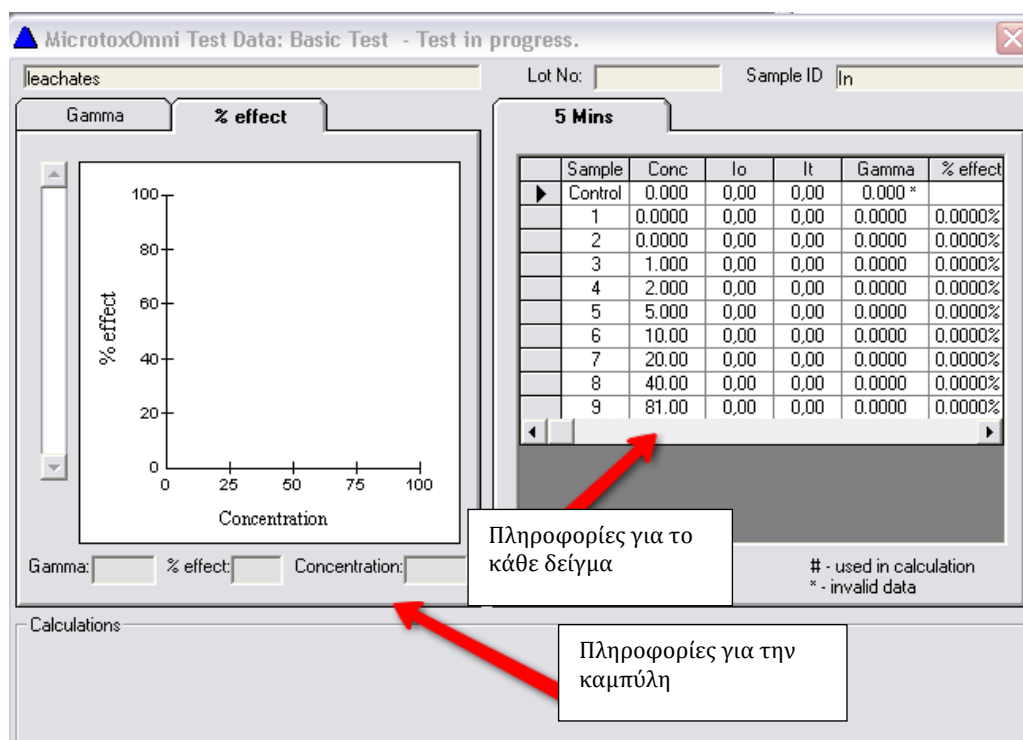 MicrotoxOmni Test Data: Basic Test - Test in progress.
leachates Lot No: Sample ID In
Gamma % effect
5 Mins
100
80
60
40
20
0
% effect
0 25 50 75 100
Concentration
Sample Conc Io It Gamma % effect
Control 0.000 0,00 0,00 0.000 *
1 0.0000 0,00 0,00 0.0000 0.0000%
2 0.0000 0,00 0,00 0.0000 0.0000%
3 1.000 0,00 0,00 0.0000 0.0000%
4 2.000 0,00 0,00 0.0000 0.0000%
5 5.000 0,00 0,00 0.0000 0.0000%
6 10.00 0,00 0,00 0.0000 0.0000%
7 20.00 0,00 0,00 0.0000 0.0000%
8 40.00 0,00 0,00 0.0000 0.0000%
9 81.00 0,00 0,00 0.0000 0.0000%
Πληροφορίες για το
κάθε δείγμα
Gamma: % effect: Concentration:
# - used in calculation
* - invalid data
Calculations
Πληροφορίες για την
καμπύλη